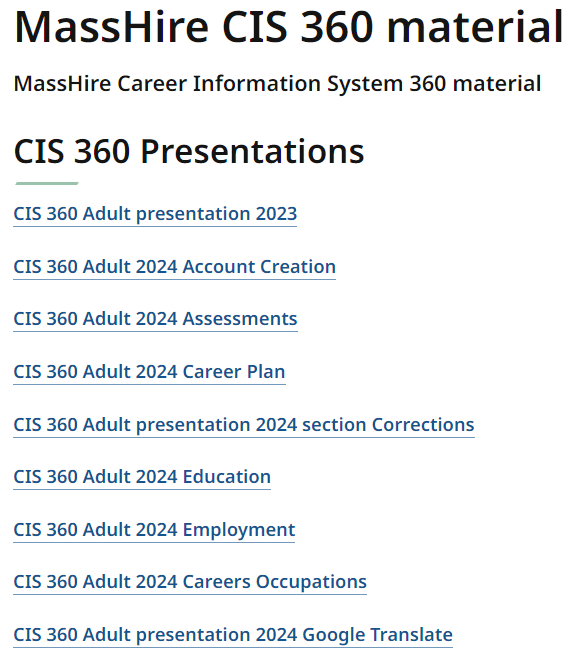 MassHire CIS 360 material
MassHire Career Information System 360 material
CIS 360 Presentations
CIS 360 Adult presentation 2023
CIS 360 Adult 2024 Account Creation
CIS 360 Adult 2024 Assessments
CIS 360 Adult 2024 Career Plan
CIS 360 Adult presentation 2024 section Corrections
CIS 360 Adult 2024 Education
CIS 360 Adult 2024 Employment
CIS 360 Adult 2024 Careers Occupations
CIS 360 Adult presentation 2024 Google Translate